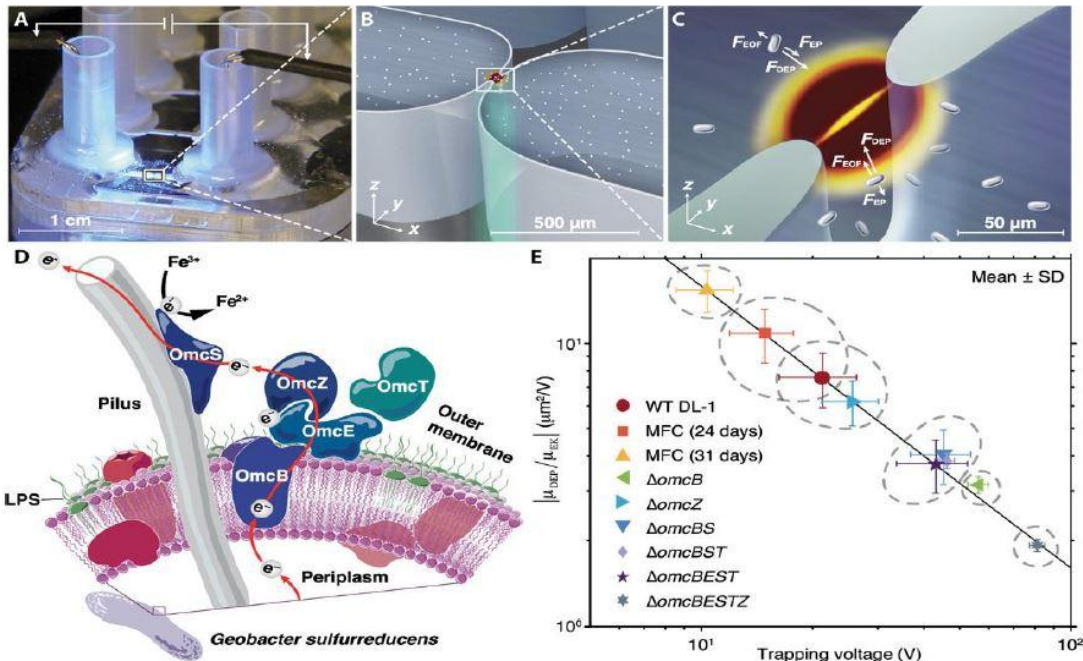 A
1 cm
B
z
y
x
500 µm
C
F_EOF
F_EP
F_DEP
F_DEP
F_EOF
F_EP
z
y
x
50 µm
D
e-
Fe³⁺
Fe²⁺
e-
OmcS
e-
OmcZ
OmcT
Pilus
e-
OmcE
Outer
membrane
OmcB
LPS
e-
e-
Periplasm
Geobacter sulfurreducens
E
Mean ± SD
10¹
|µ_DEP/µ_EK| (µm²/V)
WT DL-1
MFC (24 days)
MFC (31 days)
ΔomcB
ΔomcZ
ΔomcBS
ΔomcBST
ΔomcBEST
ΔomcBESTZ
10⁰
10¹
10²
Trapping voltage (V)